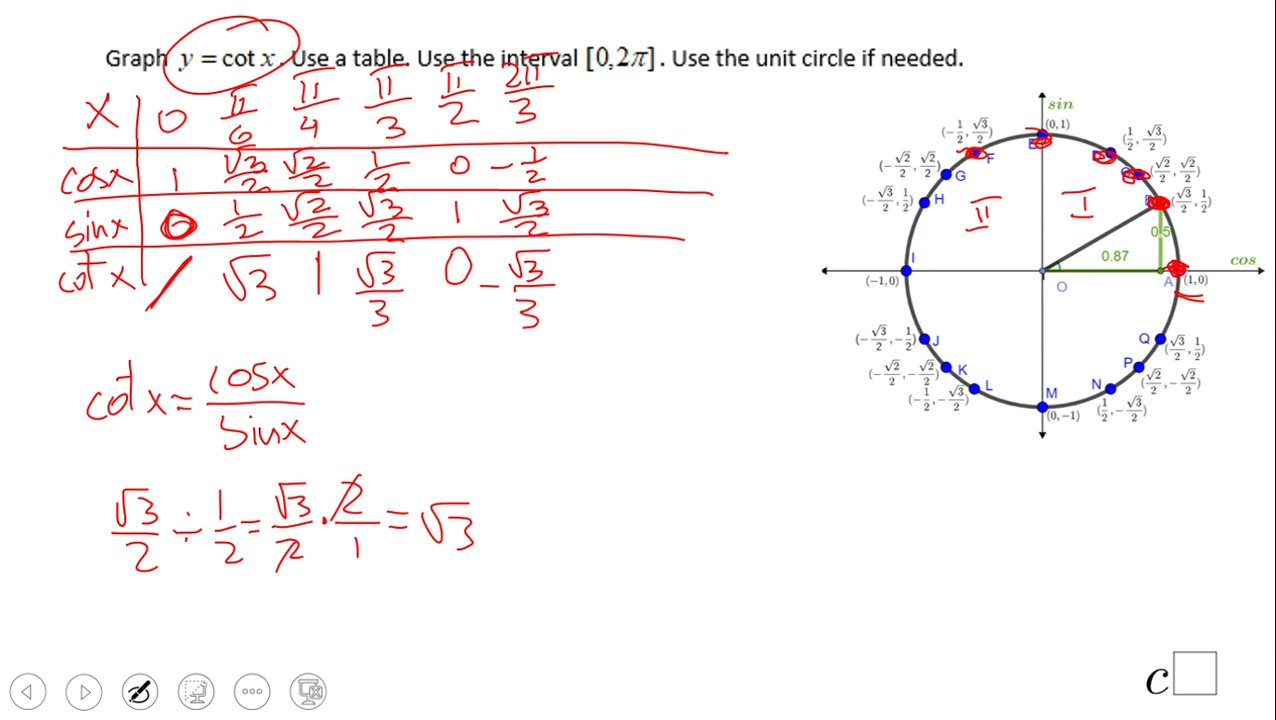 Graph y = cot x. Use a table. Use the interval [0, 2π]. Use the unit circle if needed.
x 0 π/6 π/4 π/3 π/2 2π/3
cosx 1 √3/2 √2/2 1/2 0 -1/2
sinx 0 1/2 √2/2 √3/2 1 √3/2
cot x / √3 1 √3/3 0 -√3/3
cot x = cosx/sinx
√3/2 ÷ 1/2 = √3/2 · 2/1 = √3
sin
(0,1)
E
(-1/2, √3/2) F
(1/2, √3/2)
(-√2/2, √2/2) G
(√2/2, √2/2)
(-√3/2, 1/2) H
(√3/2, 1/2)
II I
0.5
0.87
cos
I
(-1,0)
O
A (1,0)
(-√3/2, -1/2) J
Q (√3/2, 1/2)
(-√2/2, -√2/2) K
P (√2/2, -√2/2)
(-1/2, -√3/2) L
N (1/2, -√3/2)
M
(0,-1)
c